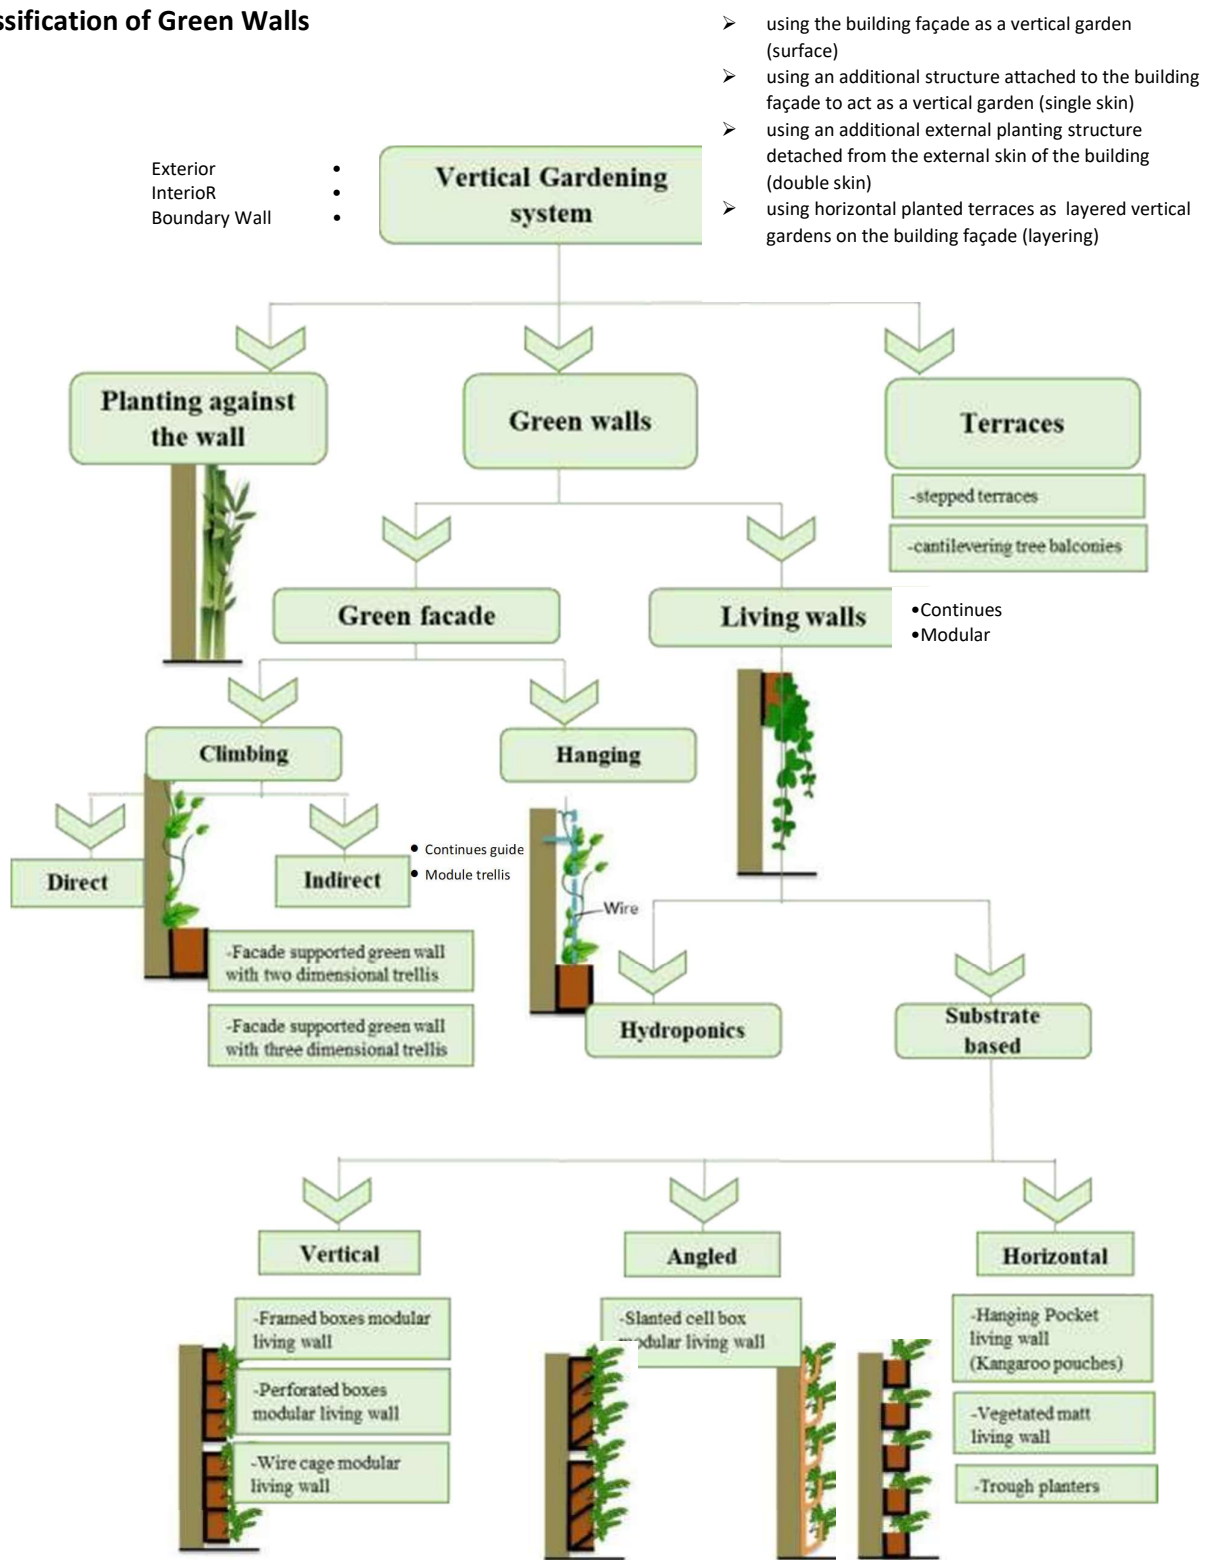 ssification of Green Walls
➢ using the building façade as a vertical garden
(surface)
➢ using an additional structure attached to the building
façade to act as a vertical garden (single skin)
➢ using an additional external planting structure
detached from the external skin of the building
(double skin)
➢ using horizontal planted terraces as layered vertical
gardens on the building façade (layering)
Exterior •
InterioR •
Boundary Wall •
Vertical Gardening
system
Planting against
the wall
Green walls
Terraces
-stepped terraces
-cantilevering tree balconies
Green facade
Living walls
•Continues
•Modular
Climbing
Hanging
Direct
Indirect
• Continues guide
• Module trellis
Wire
-Facade supported green wall
with two dimensional trellis
-Facade supported green wall
with three dimensional trellis
Hydroponics
Substrate
based
Vertical
Angled
Horizontal
-Framed boxes modular
living wall
-Perforated boxes
modular living wall
-Wire cage modular
living wall
-Slanted cell box
modular living wall
-Hanging Pocket
living wall
(Kangaroo pouches)
-Vegetated matt
living wall
-Trough planters